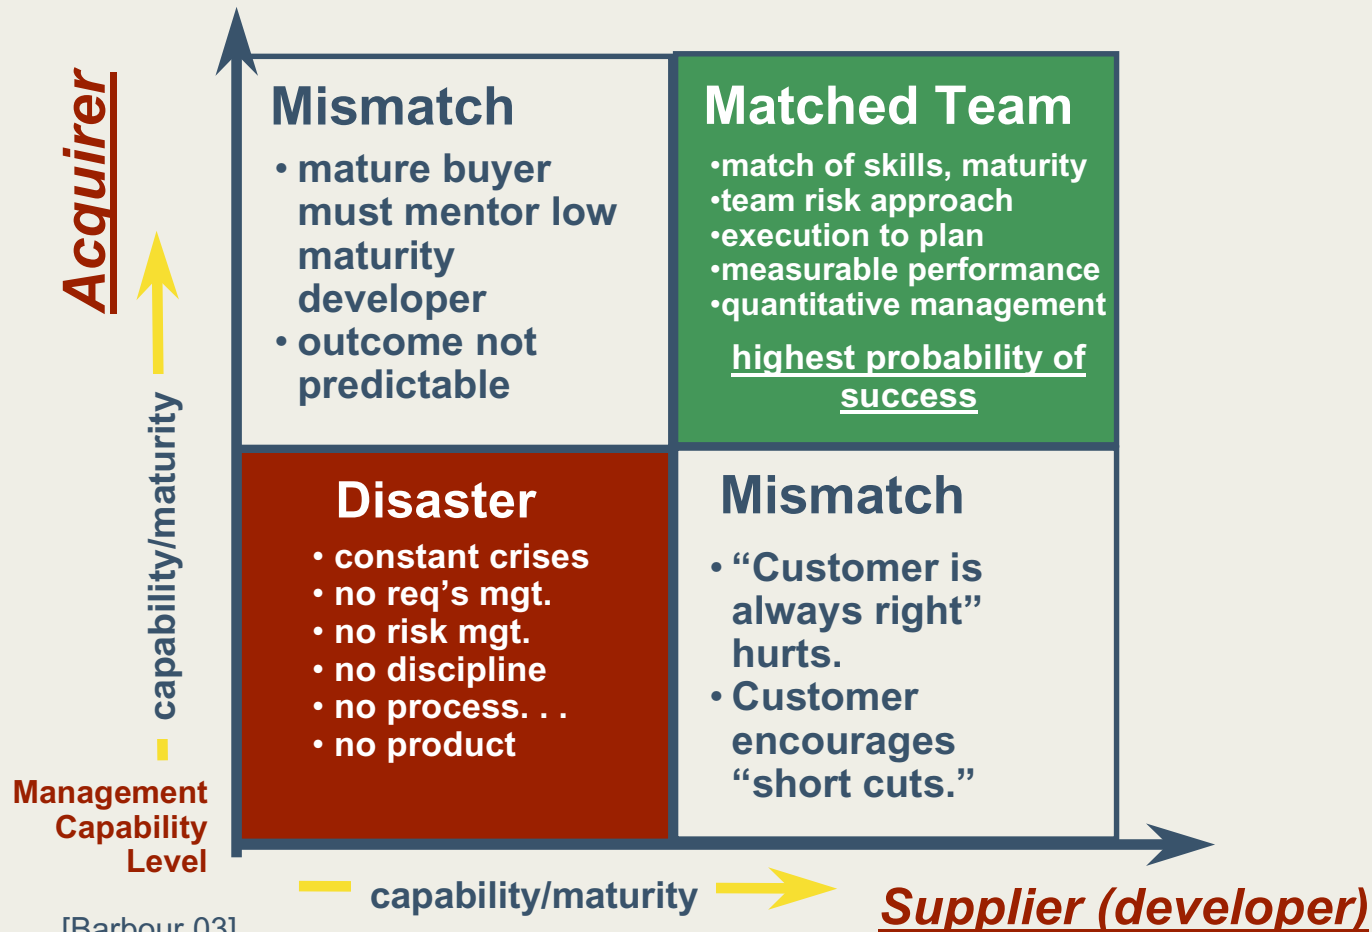 Acquirer
capability/maturity
Management
Capability
Level
Mismatch
• mature buyer
must mentor low
maturity
developer
• outcome not
predictable
Matched Team
•match of skills, maturity
•team risk approach
•execution to plan
•measurable performance
•quantitative management
highest probability of
success
Disaster
• constant crises
• no req’s mgt.
• no risk mgt.
• no discipline
• no process. . .
• no product
Mismatch
• “Customer is
always right”
hurts.
• Customer
encourages
“short cuts.”
capability/maturity
Supplier (developer)
[Barbour 03]